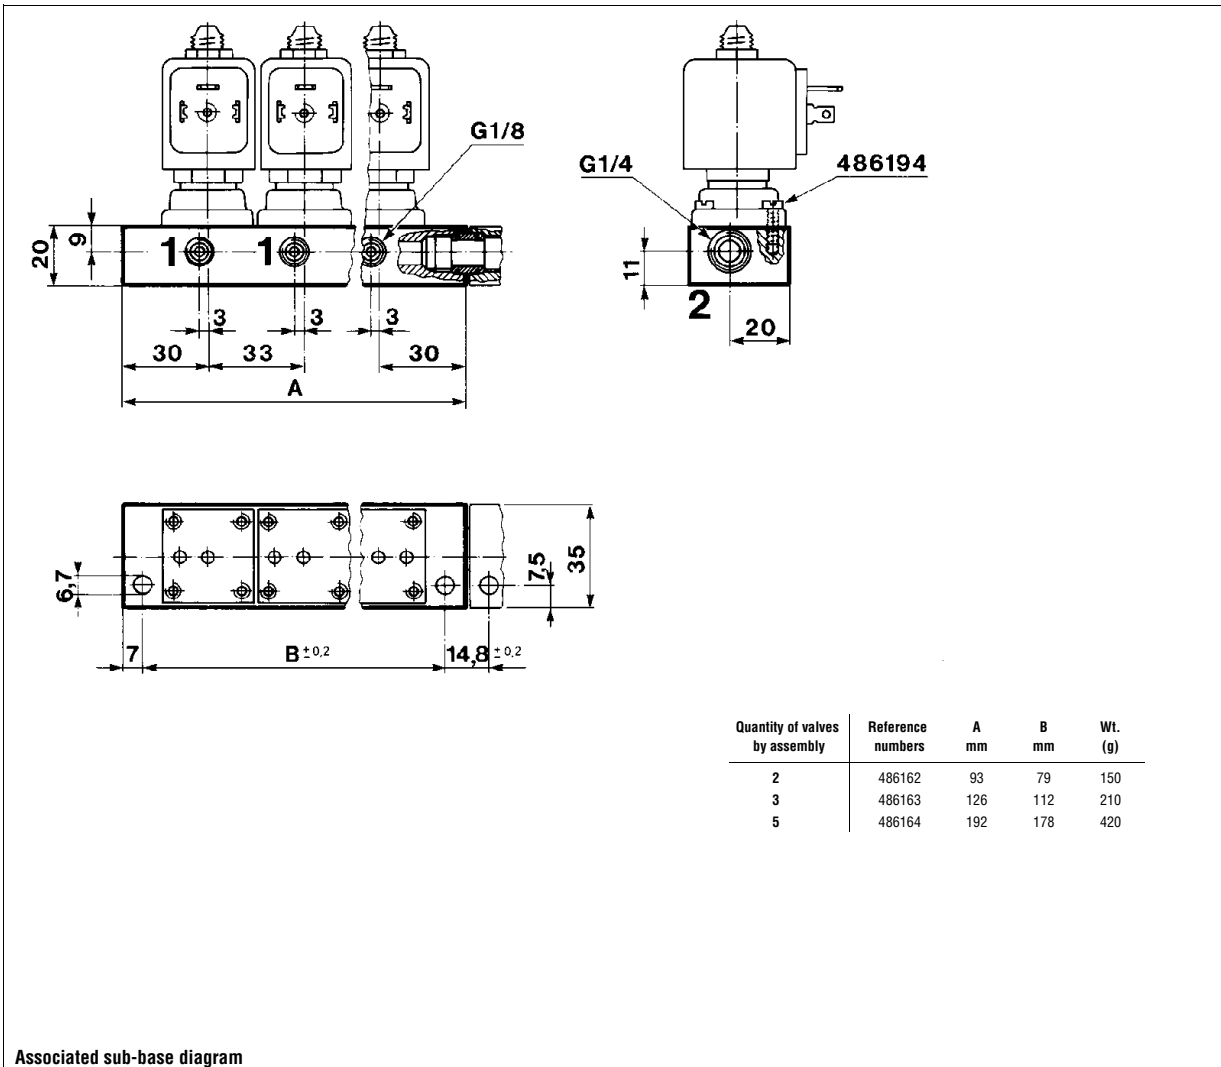 G1/8
G1/4
486194
20
9
1
1
11
2
3
3
3
20
30
33
30
A
6,7
7,5
35
7
B ± 0,2
14,8 ± 0,2
Quantity of valves by assembly
Reference numbers
A mm
B mm
Wt. (g)
2 486162 93 79 150
3 486163 126 112 210
5 486164 192 178 420
Associated sub-base diagram